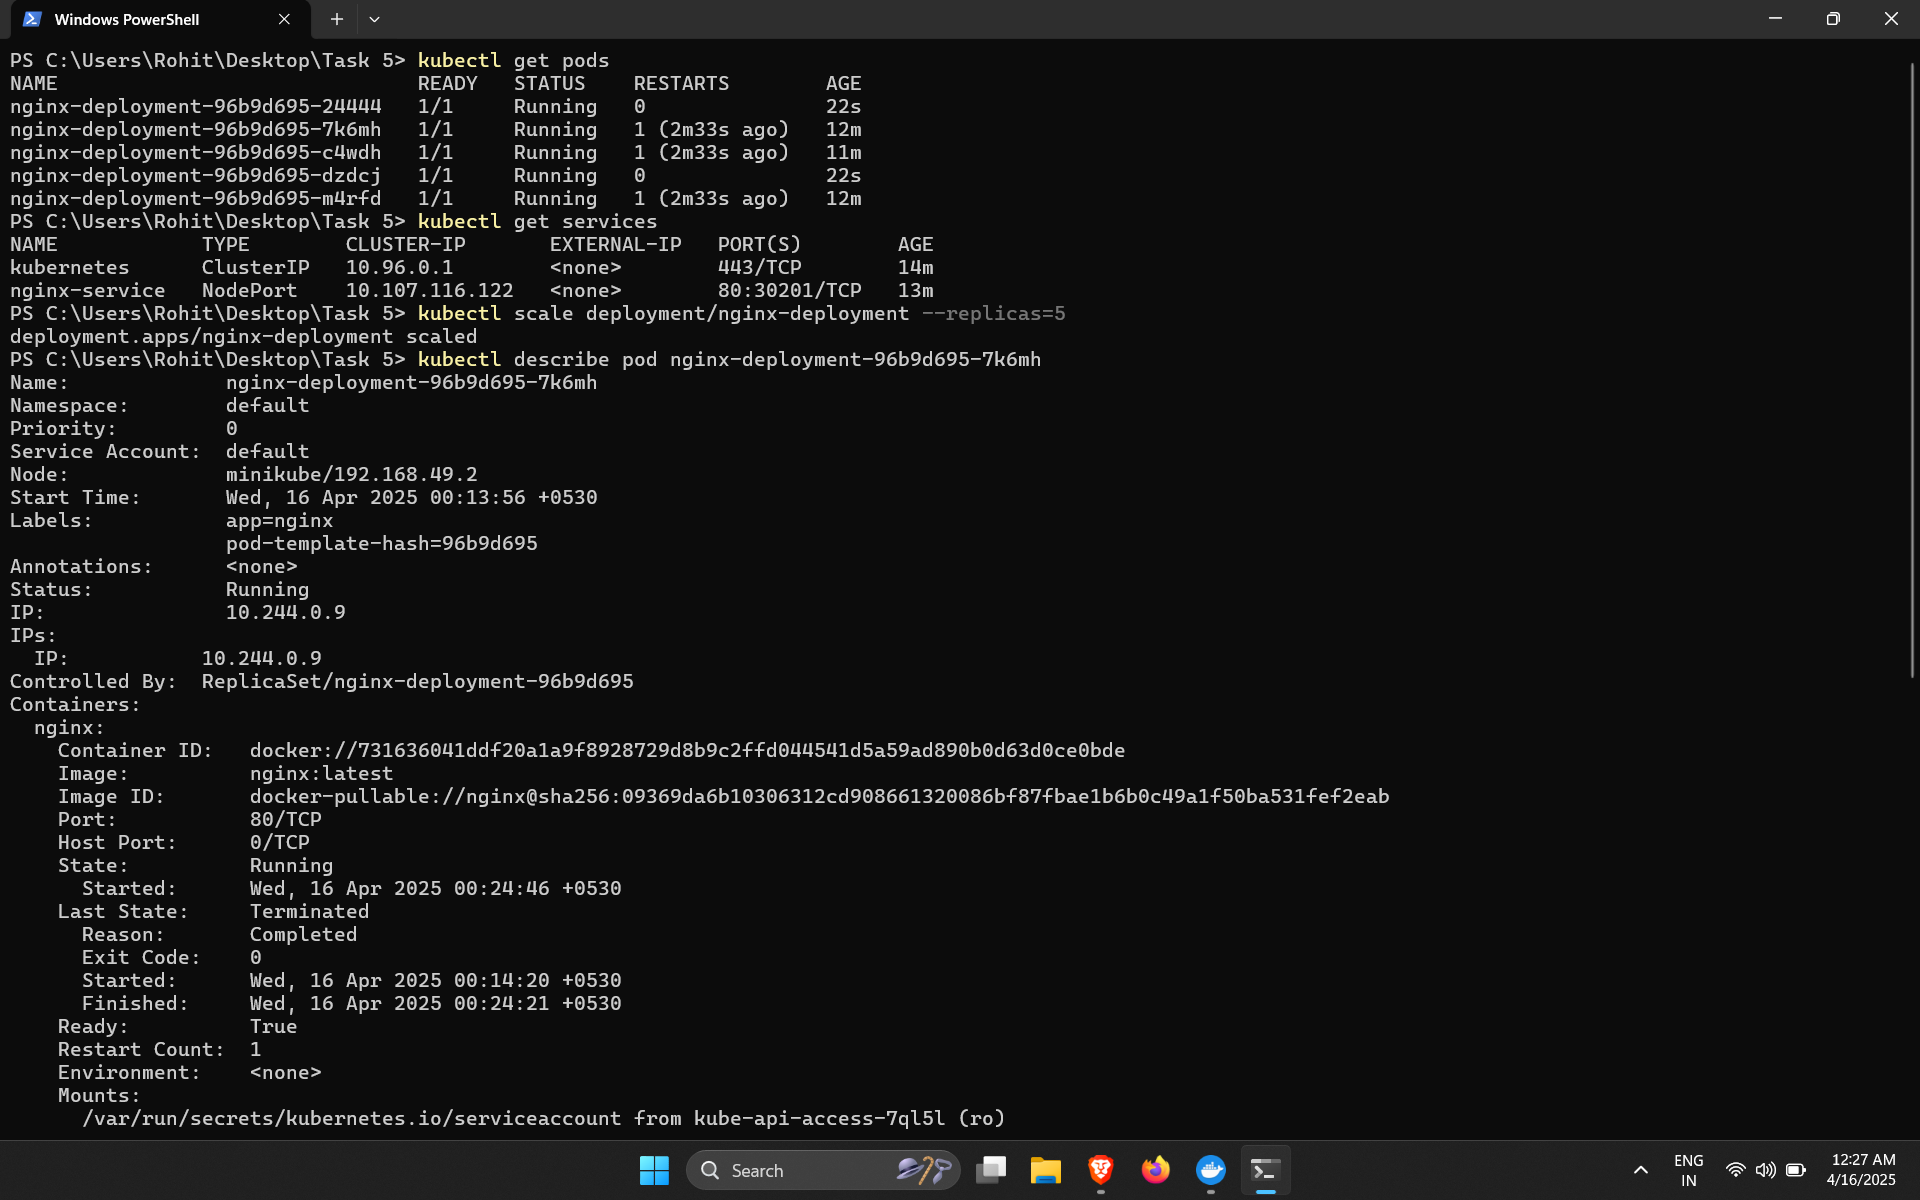 Windows PowerShell
PS C:\Users\Rohit\Desktop\Task 5> kubectl get pods
NAME                              READY   STATUS    RESTARTS        AGE
nginx-deployment-96b9d695-24444   1/1     Running   0               22s
nginx-deployment-96b9d695-7k6mh   1/1     Running   1 (2m33s ago)   12m
nginx-deployment-96b9d695-c4wdh   1/1     Running   1 (2m33s ago)   11m
nginx-deployment-96b9d695-dzdcj   1/1     Running   0               22s
nginx-deployment-96b9d695-m4rfd   1/1     Running   1 (2m33s ago)   12m
PS C:\Users\Rohit\Desktop\Task 5> kubectl get services
NAME            TYPE        CLUSTER-IP       EXTERNAL-IP   PORT(S)        AGE
kubernetes      ClusterIP   10.96.0.1        <none>        443/TCP        14m
nginx-service   NodePort    10.107.116.122   <none>        80:30201/TCP   13m
PS C:\Users\Rohit\Desktop\Task 5> kubectl scale deployment/nginx-deployment --replicas=5
deployment.apps/nginx-deployment scaled
PS C:\Users\Rohit\Desktop\Task 5> kubectl describe pod nginx-deployment-96b9d695-7k6mh
Name:             nginx-deployment-96b9d695-7k6mh
Namespace:        default
Priority:         0
Service Account:  default
Node:             minikube/192.168.49.2
Start Time:       Wed, 16 Apr 2025 00:13:56 +0530
Labels:           app=nginx
                  pod-template-hash=96b9d695
Annotations:      <none>
Status:           Running
IP:               10.244.0.9
IPs:
  IP:           10.244.0.9
Controlled By:  ReplicaSet/nginx-deployment-96b9d695
Containers:
  nginx:
    Container ID:   docker://731636041ddf20a1a9f8928729d8b9c2ffd044541d5a59ad890b0d63d0ce0bde
    Image:          nginx:latest
    Image ID:       docker-pullable://nginx@sha256:09369da6b10306312cd908661320086bf87fbae1b6b0c49a1f50ba531fef2eab
    Port:           80/TCP
    Host Port:      0/TCP
    State:          Running
      Started:      Wed, 16 Apr 2025 00:24:46 +0530
    Last State:     Terminated
      Reason:       Completed
      Exit Code:    0
      Started:      Wed, 16 Apr 2025 00:14:20 +0530
      Finished:     Wed, 16 Apr 2025 00:24:21 +0530
    Ready:          True
    Restart Count:  1
    Environment:    <none>
    Mounts:
      /var/run/secrets/kubernetes.io/serviceaccount from kube-api-access-7ql5l (ro)
Search
ENG
IN
12:27 AM
4/16/2025